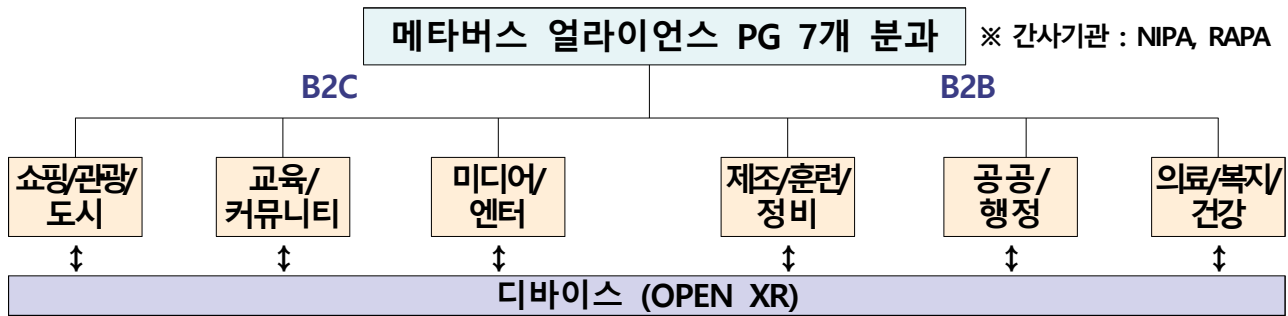 메타버스 얼라이언스 PG 7개 분과
※ 간사기관 : NIPA, RAPA
B2C
B2B
쇼핑/관광/
도시
교육/
커뮤니티
미디어/
엔터
제조/훈련/
정비
공공/
행정
의료/복지/
건강
디바이스 (OPEN XR)